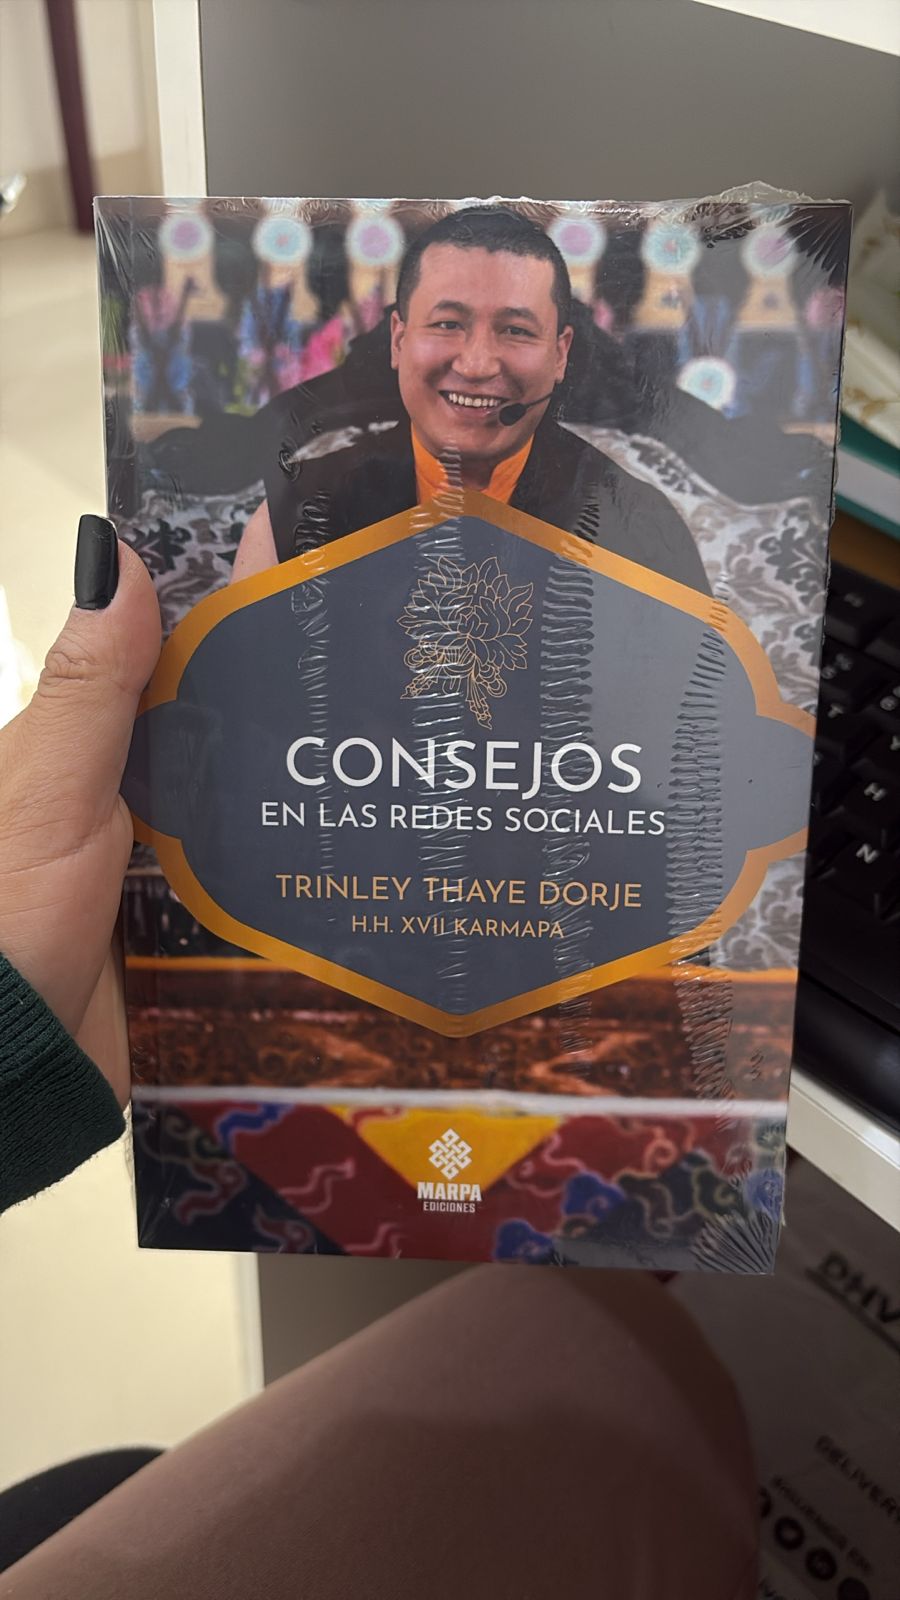 CONSEJOS
EN LAS REDES SOCIALES
TRINLEY THAYE DORJE
H.H. XVII KARMAPA
MARPA
EDICIONES
T
Y
H
N